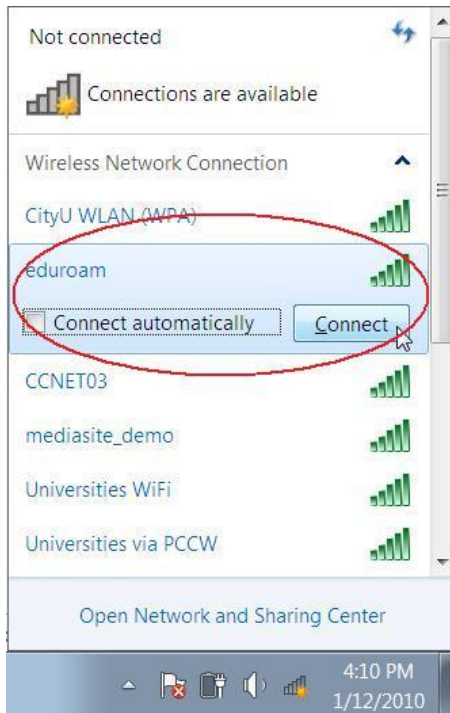 Not connected
Connections are available
Wireless Network Connection
CityU WLAN (WPA)
eduroam
Connect automatically Connect
CCNET03
mediasite_demo
Universities WiFi
Universities via PCCW
Open Network and Sharing Center
4:10 PM
1/12/2010